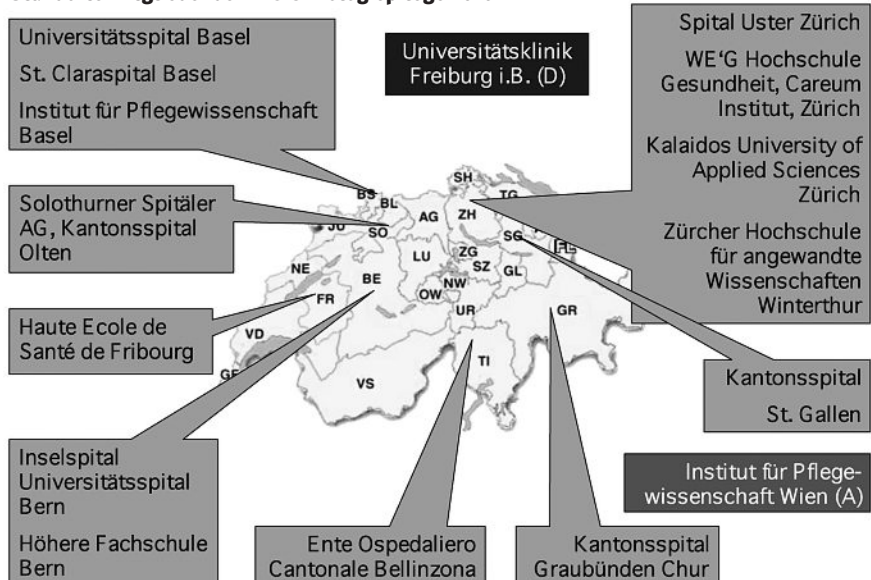 Universitätsspital Basel
St. Claraspital Basel
Institut für Pflegewissenschaft
Basel
Universitätsklinik
Freiburg i.B. (D)
Spital Uster Zürich
WE‘G Hochschule
Gesundheit, Careum
Institut, Zürich
Kalaidos University of
Applied Sciences
Zürich
Zürcher Hochschule
für angewandte
Wissenschaften
Winterthur
Solothurner Spitäler
AG, Kantonsspital
Olten
Haute Ecole de
Santé de Fribourg
Inselspital
Universitätsspital
Bern
Höhere Fachschule
Bern
Ente Ospedaliero
Cantonale Bellinzona
Kantonsspital
Graubünden Chur
Kantonsspital
St. Gallen
Institut für Pflege-
wissenschaft Wien (A)
SH
BS
BL
TG
AG
ZH
JU
SO
SG
FL
LU
ZG
SZ
GL
NE
BE
NW
OW
FR
UR
GR
VD
TI
VS
GE